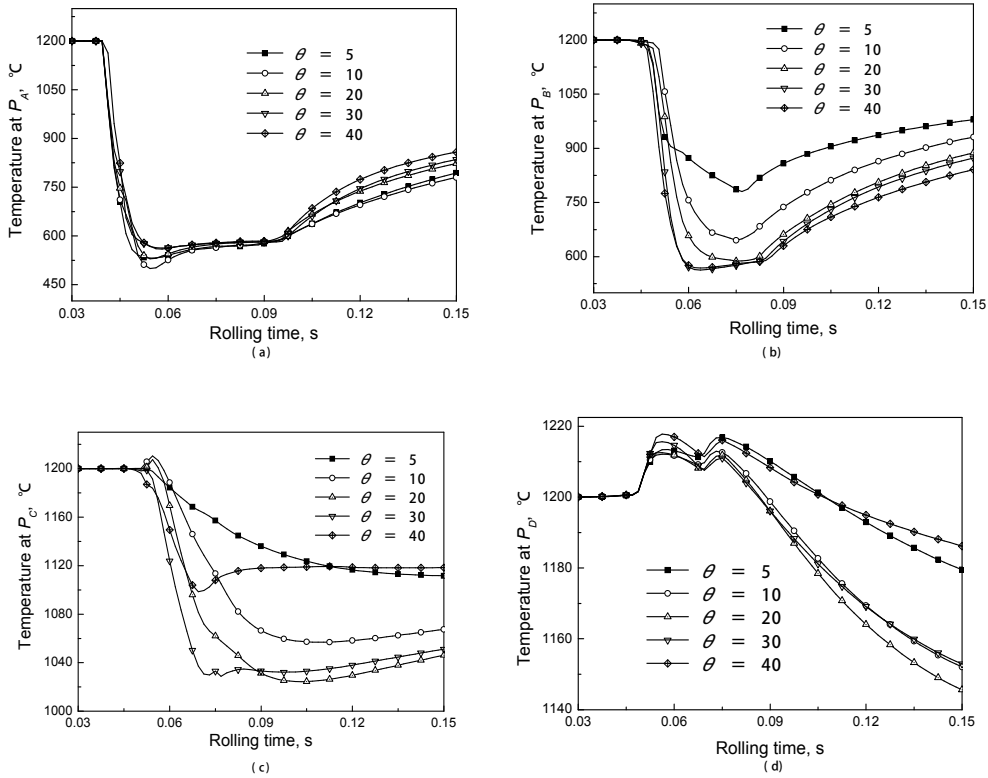 Temperature at P_A, °C
1200
1050
900
750
600
450
θ = 5
θ = 10
θ = 20
θ = 30
θ = 40
0.03 0.06 0.09 0.12 0.15
Rolling time, s
(a)
Temperature at P_B, °C
1200
1050
900
750
600
θ = 5
θ = 10
θ = 20
θ = 30
θ = 40
0.03 0.06 0.09 0.12 0.15
Rolling time, s
(b)
Temperature at P_C, °C
1200
1160
1120
1080
1040
1000
θ = 5
θ = 10
θ = 20
θ = 30
θ = 40
0.03 0.06 0.09 0.12 0.15
Rolling time, s
(c)
Temperature at P_D, °C
1220
1200
1180
1160
1140
θ = 5
θ = 10
θ = 20
θ = 30
θ = 40
0.03 0.06 0.09 0.12 0.15
Rolling time, s
(d)